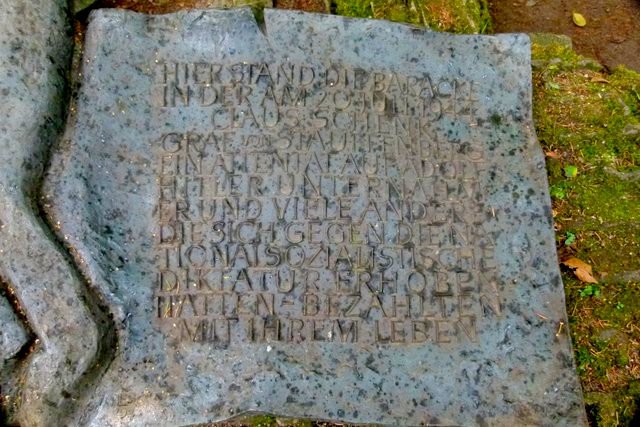 HIER STAND DIE BARACKE
IN DER AM 20. JULI 1944
CLAUS SCHENK
GRAF VON STAUFFENBERG
EIN ATTENTAT AUF ADOLF
HITLER UNTERNAHM
ER UND VIELE ANDERE
DIE SICH GEGEN DIE NA
TIONALSOZIALISTISCHE
DIKTATUR ERHOBEN
HATTEN - BEZAHLTEN
MIT IHREM LEBEN